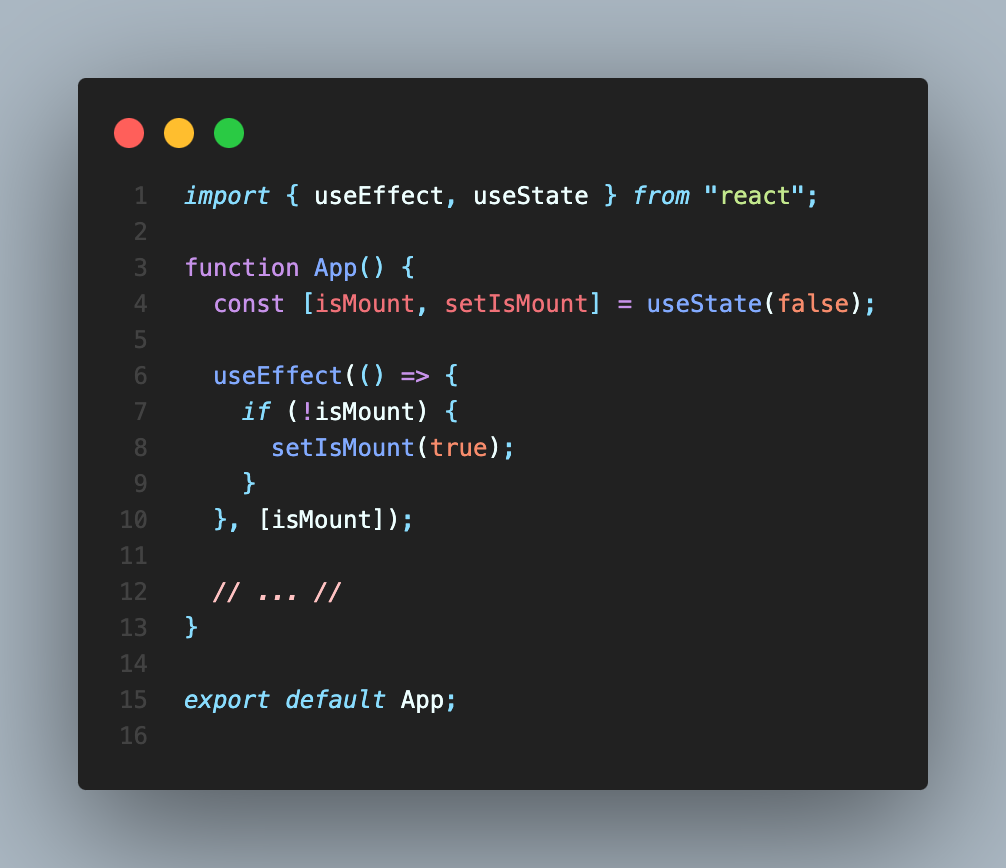 1 import { useEffect, useState } from "react";
2
3 function App() {
4   const [isMount, setIsMount] = useState(false);
5
6   useEffect(() => {
7     if (!isMount) {
8       setIsMount(true);
9     }
10   }, [isMount]);
11
12   // ... //
13 }
14
15 export default App;
16